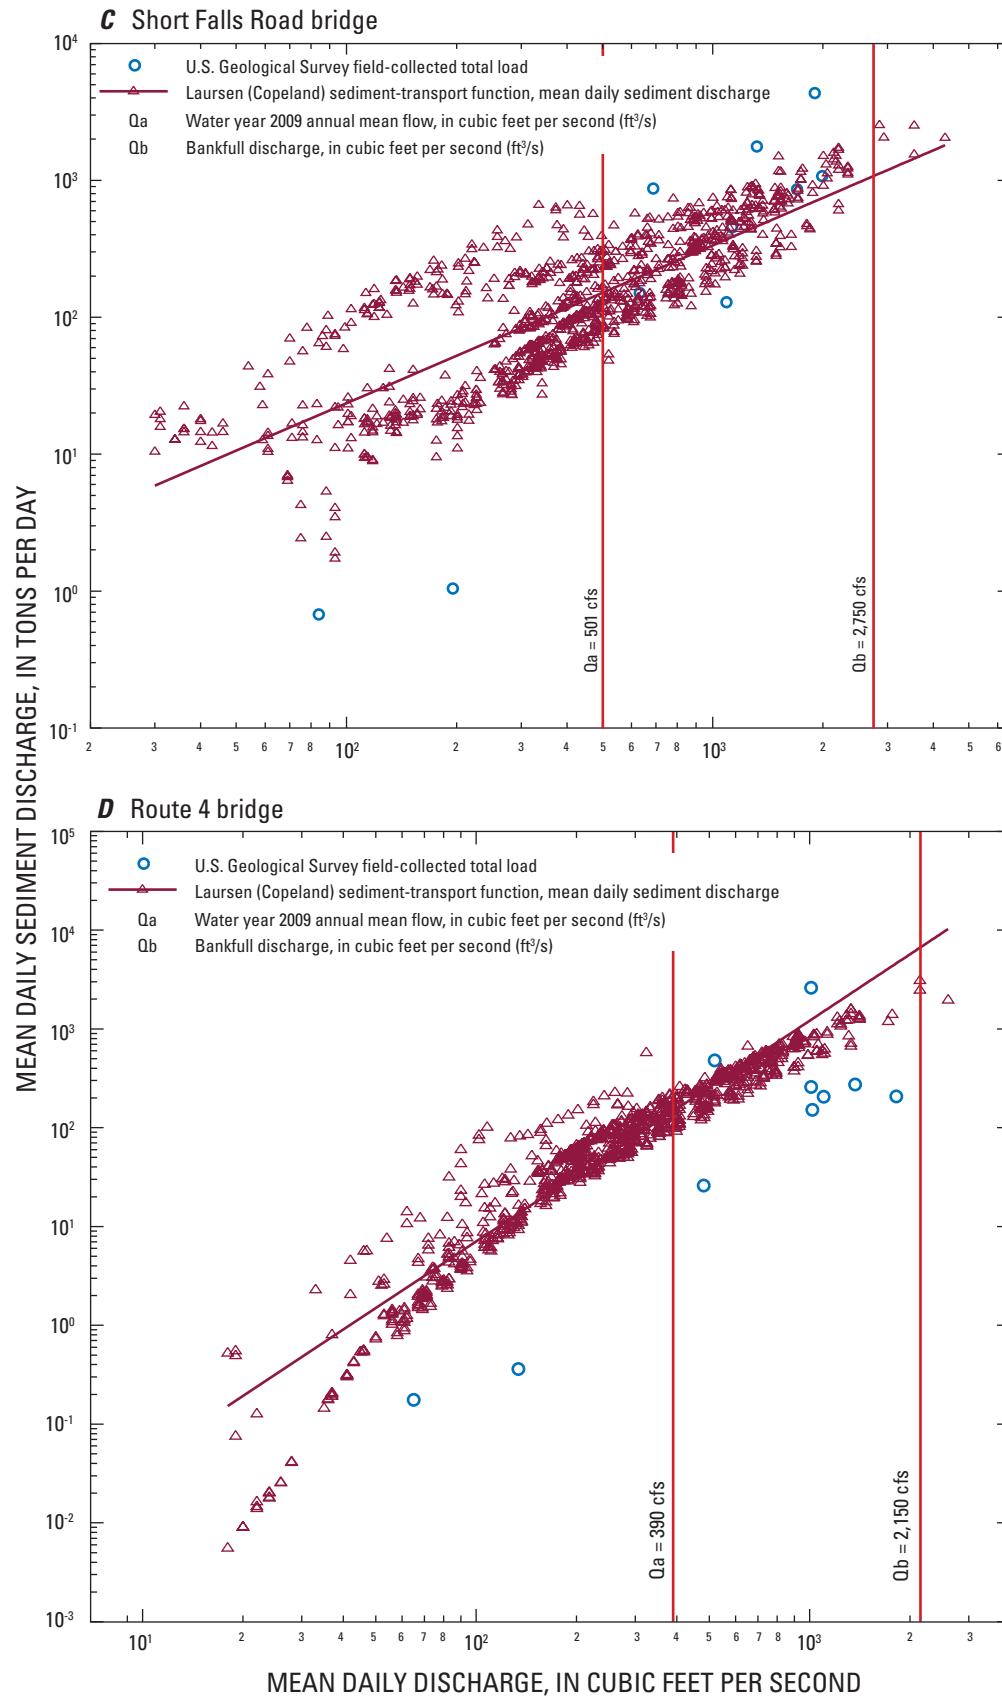 C Short Falls Road bridge
10⁴
U.S. Geological Survey field-collected total load
Laursen (Copeland) sediment-transport function, mean daily sediment discharge
Qa Water year 2009 annual mean flow, in cubic feet per second (ft³/s)
Qb Bankfull discharge, in cubic feet per second (ft³/s)
10³
10²
10¹
10⁰
10⁻¹
Qa = 501 cfs
Qb = 2,750 cfs
2 3 4 5 6 7 8 10² 2 3 4 5 6 7 8 10³ 2 3 4 5 6
MEAN DAILY SEDIMENT DISCHARGE, IN TONS PER DAY
D Route 4 bridge
10⁵
U.S. Geological Survey field-collected total load
Laursen (Copeland) sediment-transport function, mean daily sediment discharge
Qa Water year 2009 annual mean flow, in cubic feet per second (ft³/s)
Qb Bankfull discharge, in cubic feet per second (ft³/s)
10⁴
10³
10²
10¹
10⁰
10⁻¹
10⁻²
10⁻³
Qa = 390 cfs
Qb = 2,150 cfs
10¹ 2 3 4 5 6 7 8 10² 2 3 4 5 6 7 8 10³ 2 3
MEAN DAILY DISCHARGE, IN CUBIC FEET PER SECOND